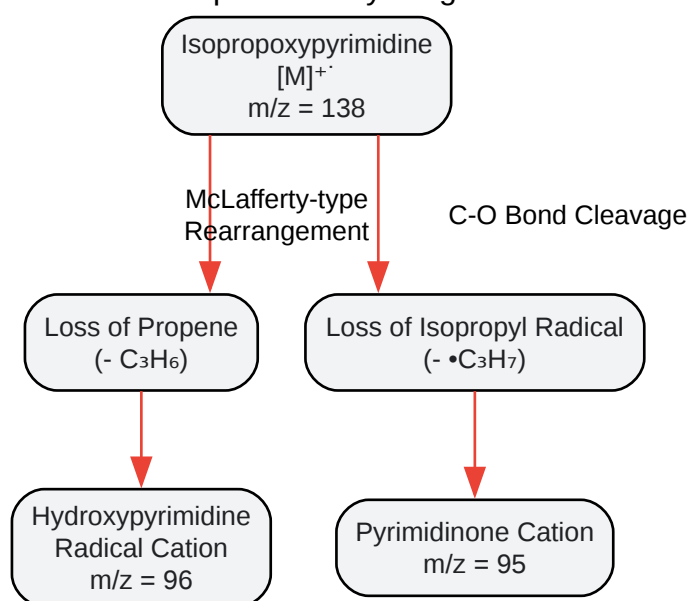 Isopropoxypyrimidine
[M]⁺˙
m/z = 138
McLafferty-type
Rearrangement
C-O Bond Cleavage
Loss of Propene
(- C₃H₆)
Loss of Isopropyl Radical
(- •C₃H₇)
Hydroxypyrimidine
Radical Cation
m/z = 96
Pyrimidinone Cation
m/z = 95